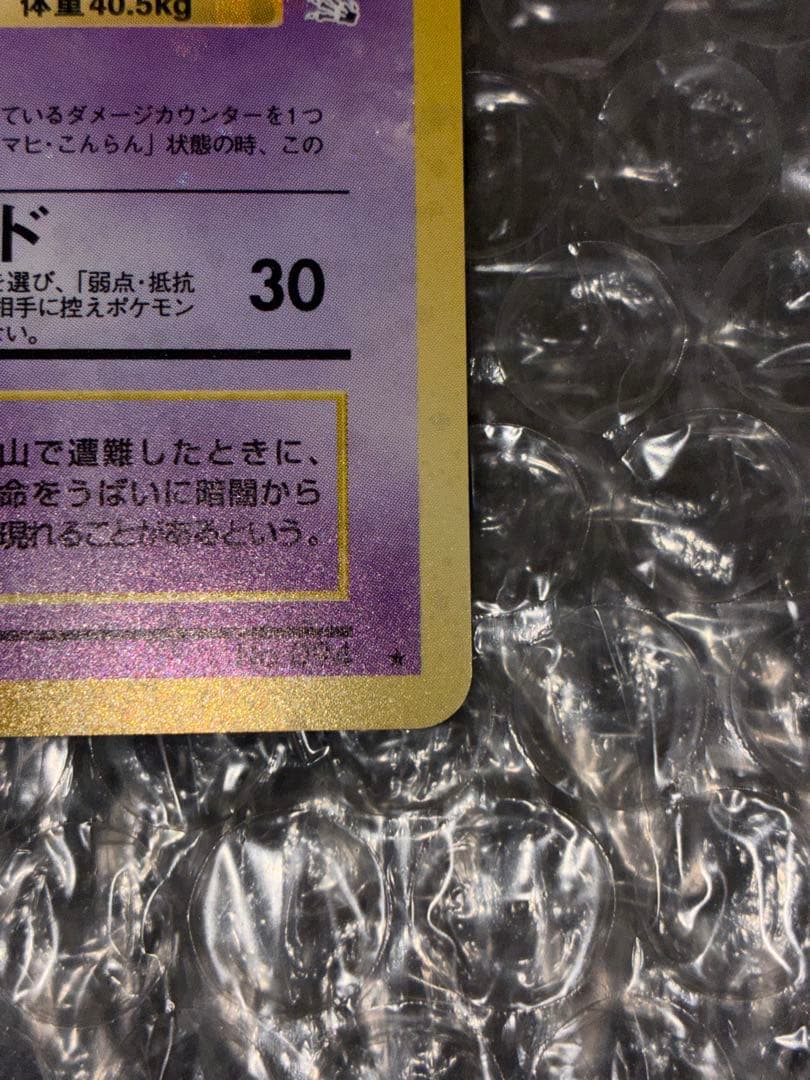 体重40.5kg
ているダメージカウンターを1つ
マヒ・こんらん」状態の時、この
ド
を選び、「弱点・抵抗
相手に控えポケモン
30
い。
山で遭難したときに、
命をうばいに暗闇から
現れることがあるという。
No.094 ★